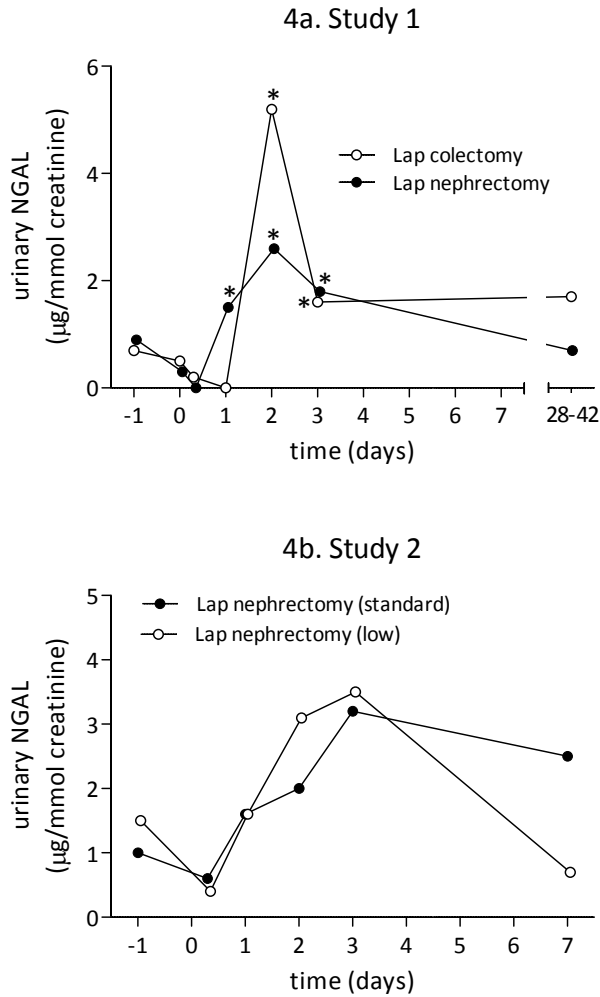 4a. Study 1
urinary NGAL
(µg/mmol creatinine)
6
4
2
0
Lap colectomy
Lap nephrectomy
*
*
*
*
*
-1 0 1 2 3 4 5 6 7 28-42
time (days)
4b. Study 2
urinary NGAL
(µg/mmol creatinine)
5
4
3
2
1
0
Lap nephrectomy (standard)
Lap nephrectomy (low)
-1 0 1 2 3 4 5 6 7
time (days)